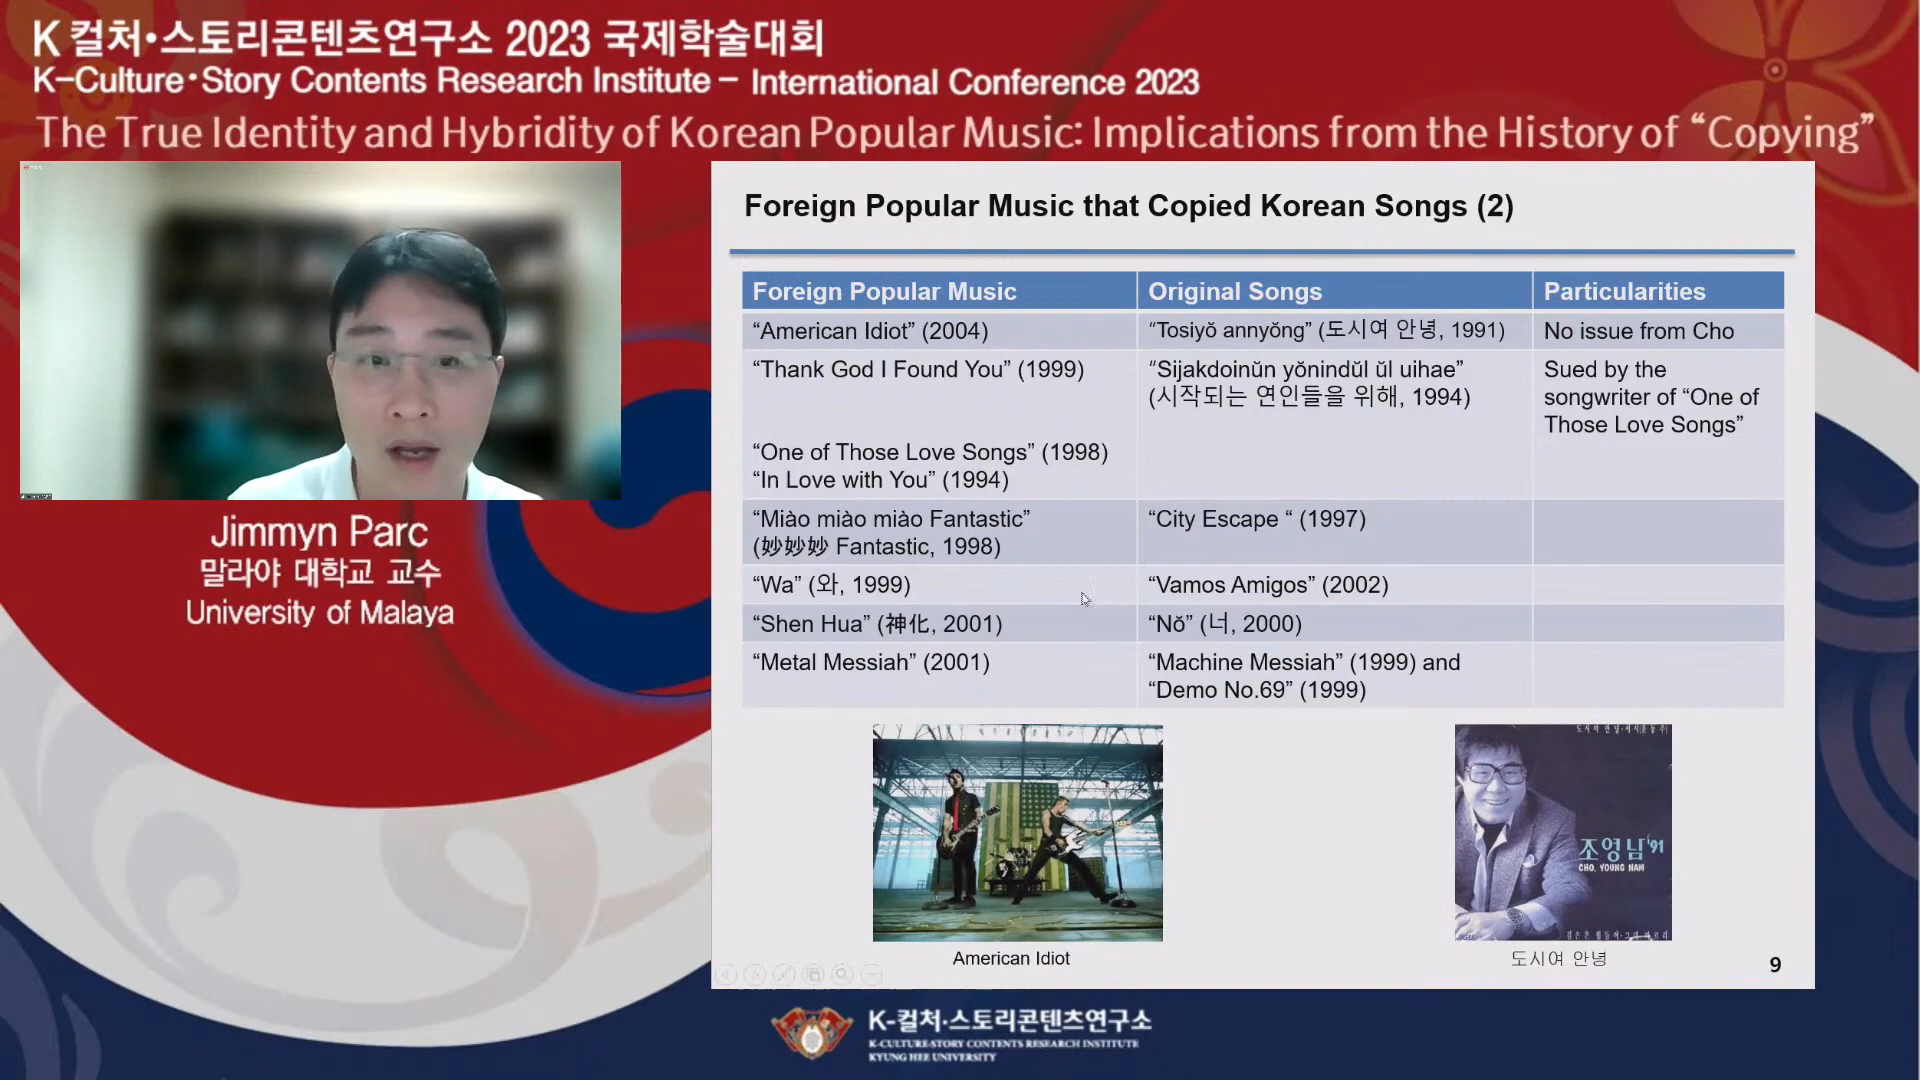 K컬처·스토리콘텐츠연구소 2023 국제학술대회
K-Culture·Story Contents Research Institute - International Conference 2023
The True Identity and Hybridity of Korean Popular Music: Implications from the History of “Copying”
Jimmyn Parc
말라야 대학교 교수
University of Malaya
Foreign Popular Music that Copied Korean Songs (2)
Foreign Popular Music
Original Songs
Particularities
“American Idiot” (2004)
“Tosiyŏ annyŏng” (도시여 안녕, 1991)
No issue from Cho
“Thank God I Found You” (1999)
“One of Those Love Songs” (1998)
“In Love with You” (1994)
“Sijakdoinŭn yŏnindŭl ŭl uihae”
(시작되는 연인들을 위해, 1994)
Sued by the
songwriter of “One of
Those Love Songs”
“Miào miào miào Fantastic”
(妙妙妙 Fantastic, 1998)
“City Escape “ (1997)
“Wa” (와, 1999)
“Vamos Amigos” (2002)
“Shen Hua” (神化, 2001)
“Nŏ” (너, 2000)
“Metal Messiah” (2001)
“Machine Messiah” (1999) and
“Demo No.69” (1999)
조영남'91
CHO, YOUNG NAM
American Idiot
도시여 안녕
9
K-컬처·스토리콘텐츠연구소
K-CULTURE·STORY CONTENTS RESEARCH INSTITUTE
KYUNG HEE UNIVERSITY